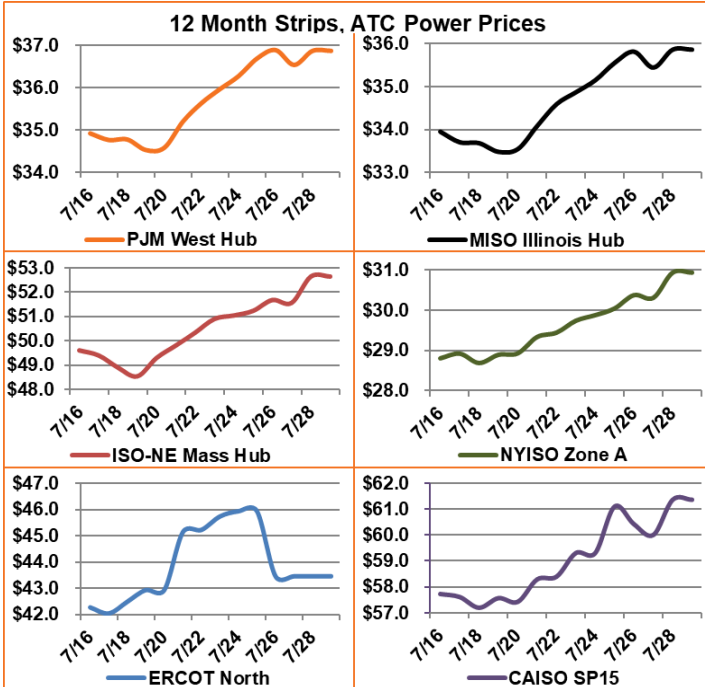 12 Month Strips, ATC Power Prices
$37.0
$36.0
$35.0
$34.0
7/16 7/18 7/20 7/22 7/24 7/26 7/28
PJM West Hub
$36.0
$35.0
$34.0
$33.0
7/16 7/18 7/20 7/22 7/24 7/26 7/28
MISO Illinois Hub
$53.0
$52.0
$51.0
$50.0
$49.0
$48.0
7/16 7/18 7/20 7/22 7/24 7/26 7/28
ISO-NE Mass Hub
$31.0
$30.0
$29.0
$28.0
7/16 7/18 7/20 7/22 7/24 7/26 7/28
NYISO Zone A
$47.0
$46.0
$45.0
$44.0
$43.0
$42.0
7/16 7/18 7/20 7/22 7/24 7/26 7/28
ERCOT North
$62.0
$61.0
$60.0
$59.0
$58.0
$57.0
7/16 7/18 7/20 7/22 7/24 7/26 7/28
CAISO SP15